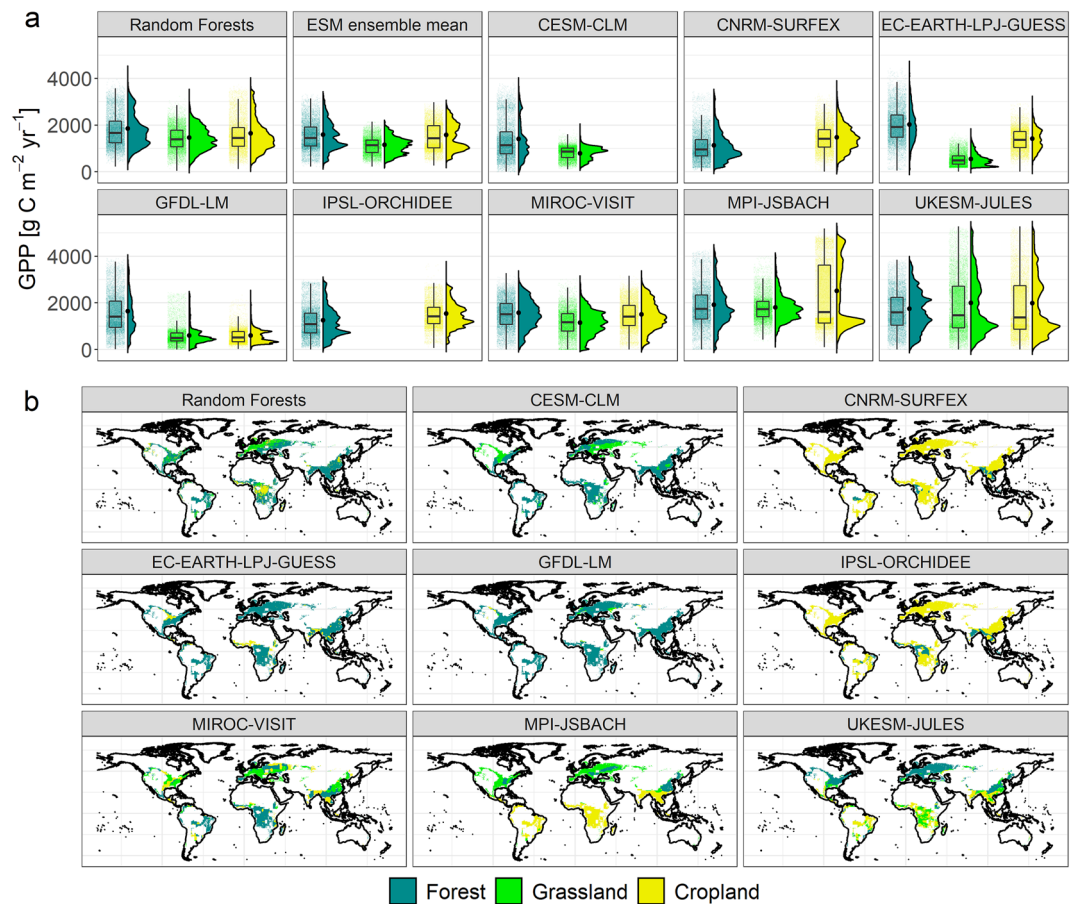 a
Random Forests
ESM ensemble mean
CESM-CLM
CNRM-SURFEX
EC-EARTH-LPJ-GUESS
GPP [g C m⁻² yr⁻¹]
4000
2000
0
GFDL-LM
IPSL-ORCHIDEE
MIROC-VISIT
MPI-JSBACH
UKESM-JULES
4000
2000
0
b
Random Forests
CESM-CLM
CNRM-SURFEX
EC-EARTH-LPJ-GUESS
GFDL-LM
IPSL-ORCHIDEE
MIROC-VISIT
MPI-JSBACH
UKESM-JULES
Forest
Grassland
Cropland